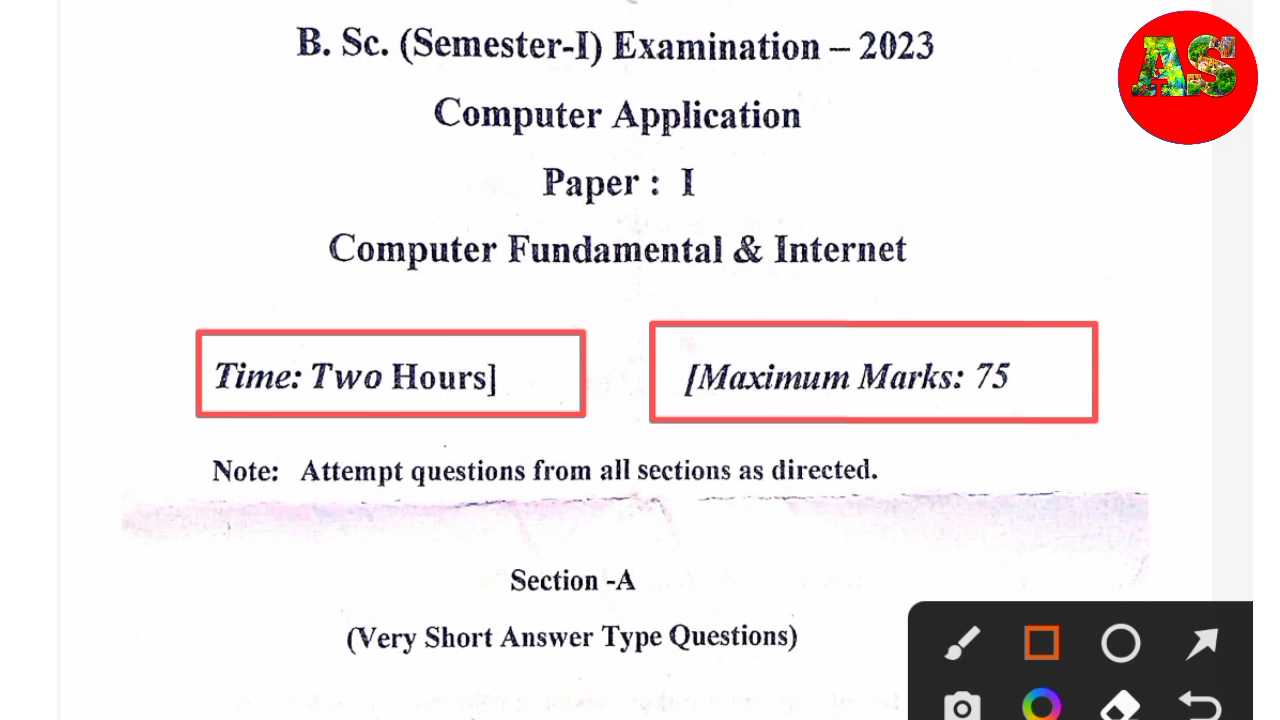 B. Sc. (Semester-I) Examination – 2023
AS
Computer Application
Paper : I
Computer Fundamental & Internet
Time: Two Hours]
[Maximum Marks: 75
Note: Attempt questions from all sections as directed.
Section -A
(Very Short Answer Type Questions)